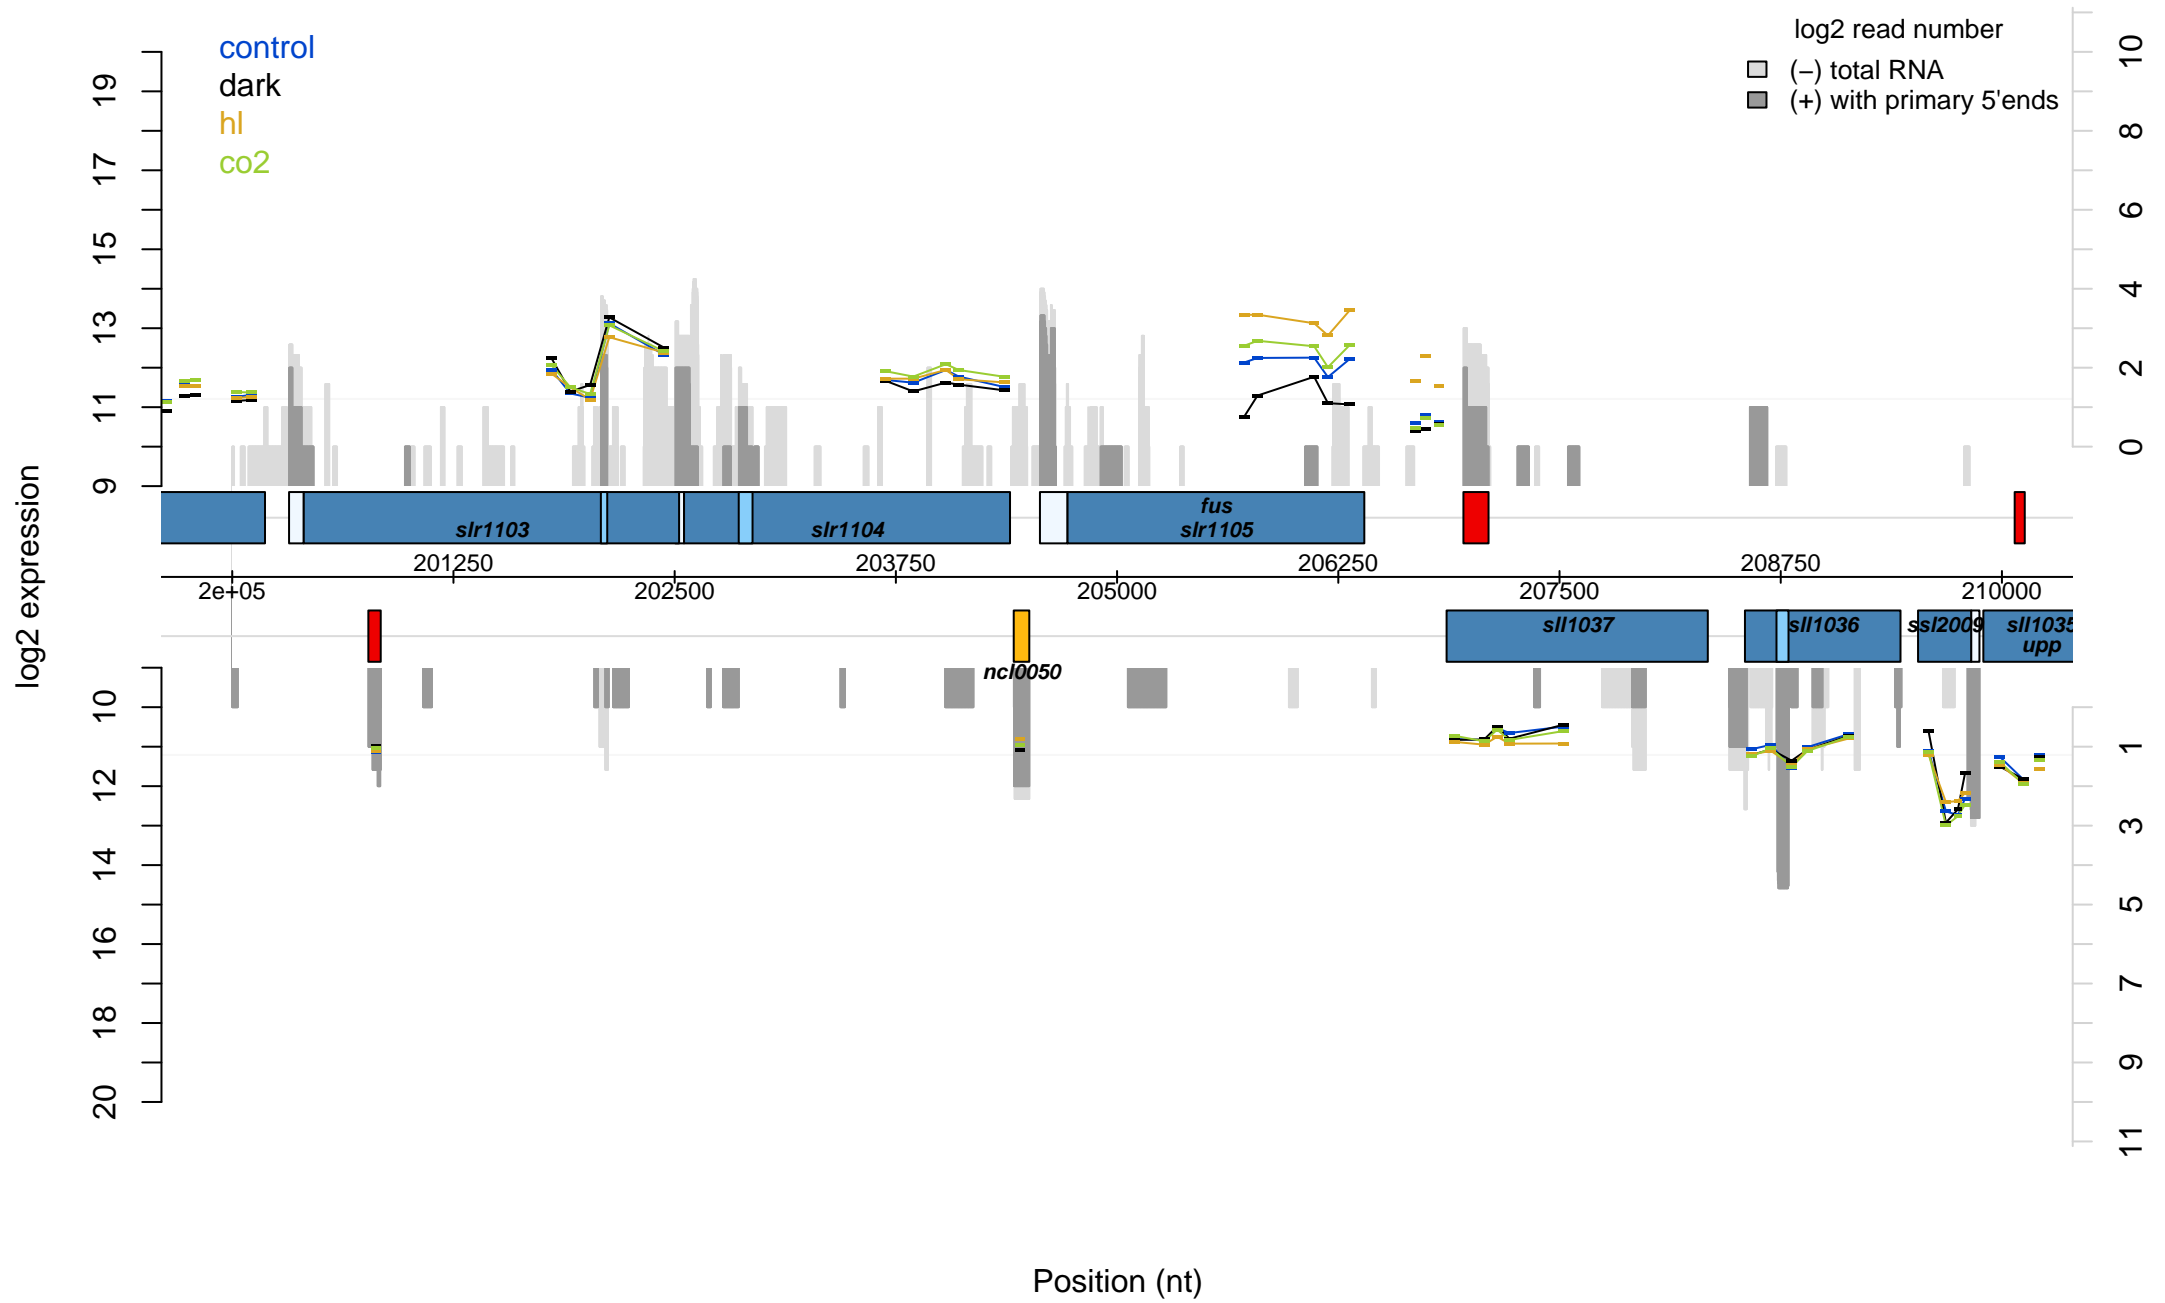 control
dark
hl
co2
log2 read number
(−) total RNA
(+) with primary 5'ends
19
17
15
13
11
9
10
8
6
4
2
0
log2 expression
fus
slr1103
slr1104
slr1105
201250
203750
206250
208750
2e+05
202500
205000
207500
210000
sll1037
sll1036
ssl2009
sll1035
upp
ncl0050
10
12
14
16
18
20
1
3
5
7
9
11
Position (nt)